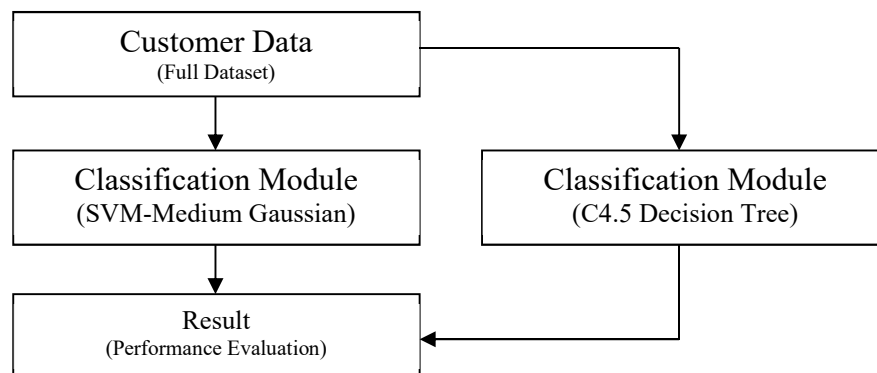 Customer Data
(Full Dataset)
Classification Module
(SVM-Medium Gaussian)
Classification Module
(C4.5 Decision Tree)
Result
(Performance Evaluation)